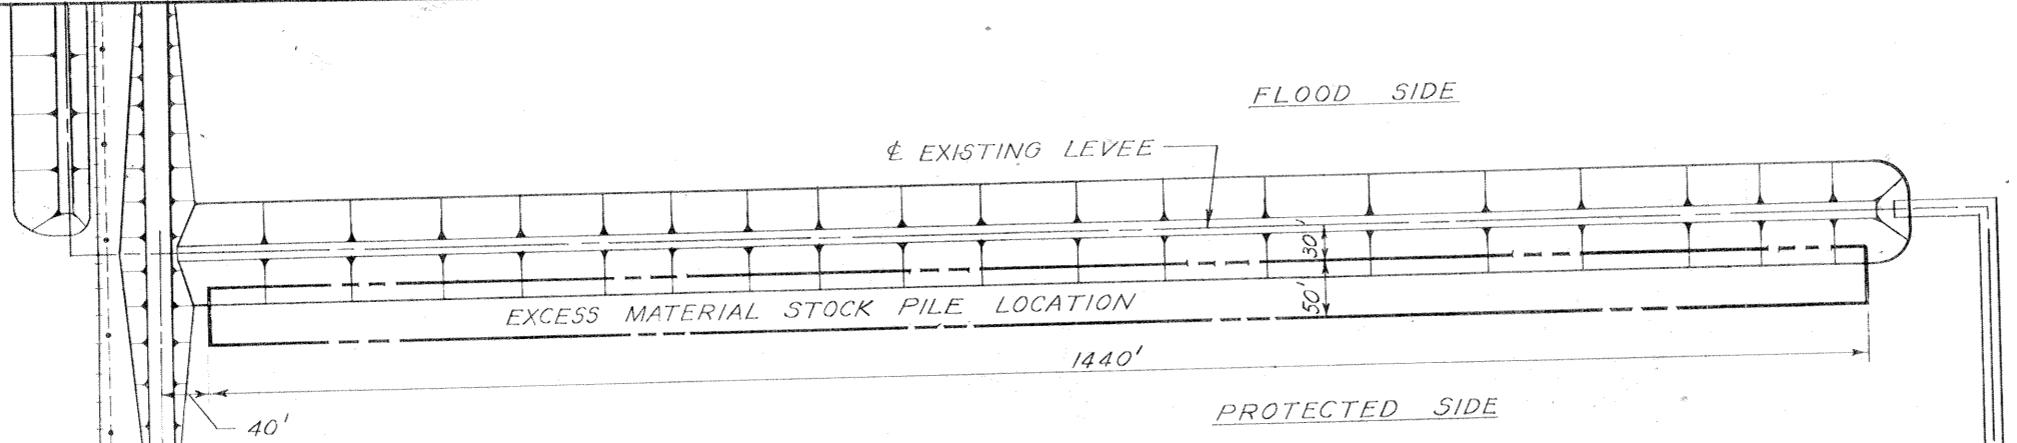 FLOOD SIDE
℄ EXISTING LEVEE
30'
50'
EXCESS MATERIAL STOCK PILE LOCATION
1440'
40'
PROTECTED SIDE